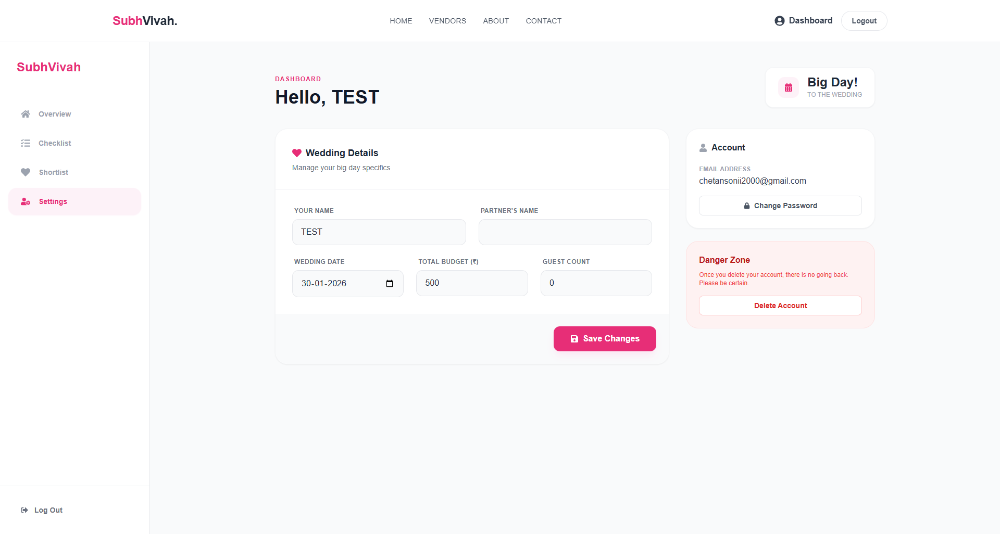 SubhVivah.
HOME VENDORS ABOUT CONTACT
Dashboard
Logout
SubhVivah
Overview
Checklist
Shortlist
Settings
Log Out
DASHBOARD
Hello, TEST
Big Day!
TO THE WEDDING
Wedding Details
Manage your big day specifics
YOUR NAME
TEST
PARTNER'S NAME
WEDDING DATE
30-01-2026
TOTAL BUDGET (₹)
500
GUEST COUNT
0
Save Changes
Account
EMAIL ADDRESS
chetansonii2000@gmail.com
Change Password
Danger Zone
Once you delete your account, there is no going back.
Please be certain.
Delete Account